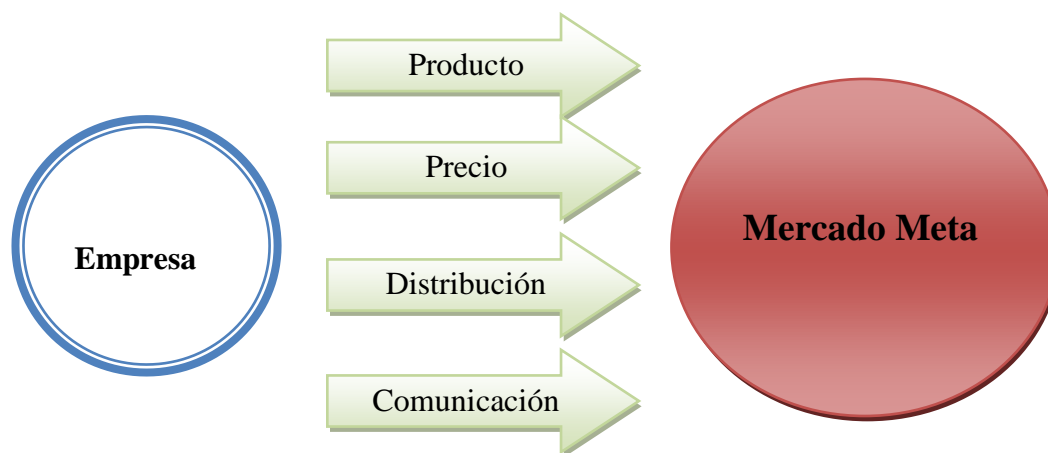 Producto
Precio
Empresa
Mercado Meta
Distribución
Comunicación